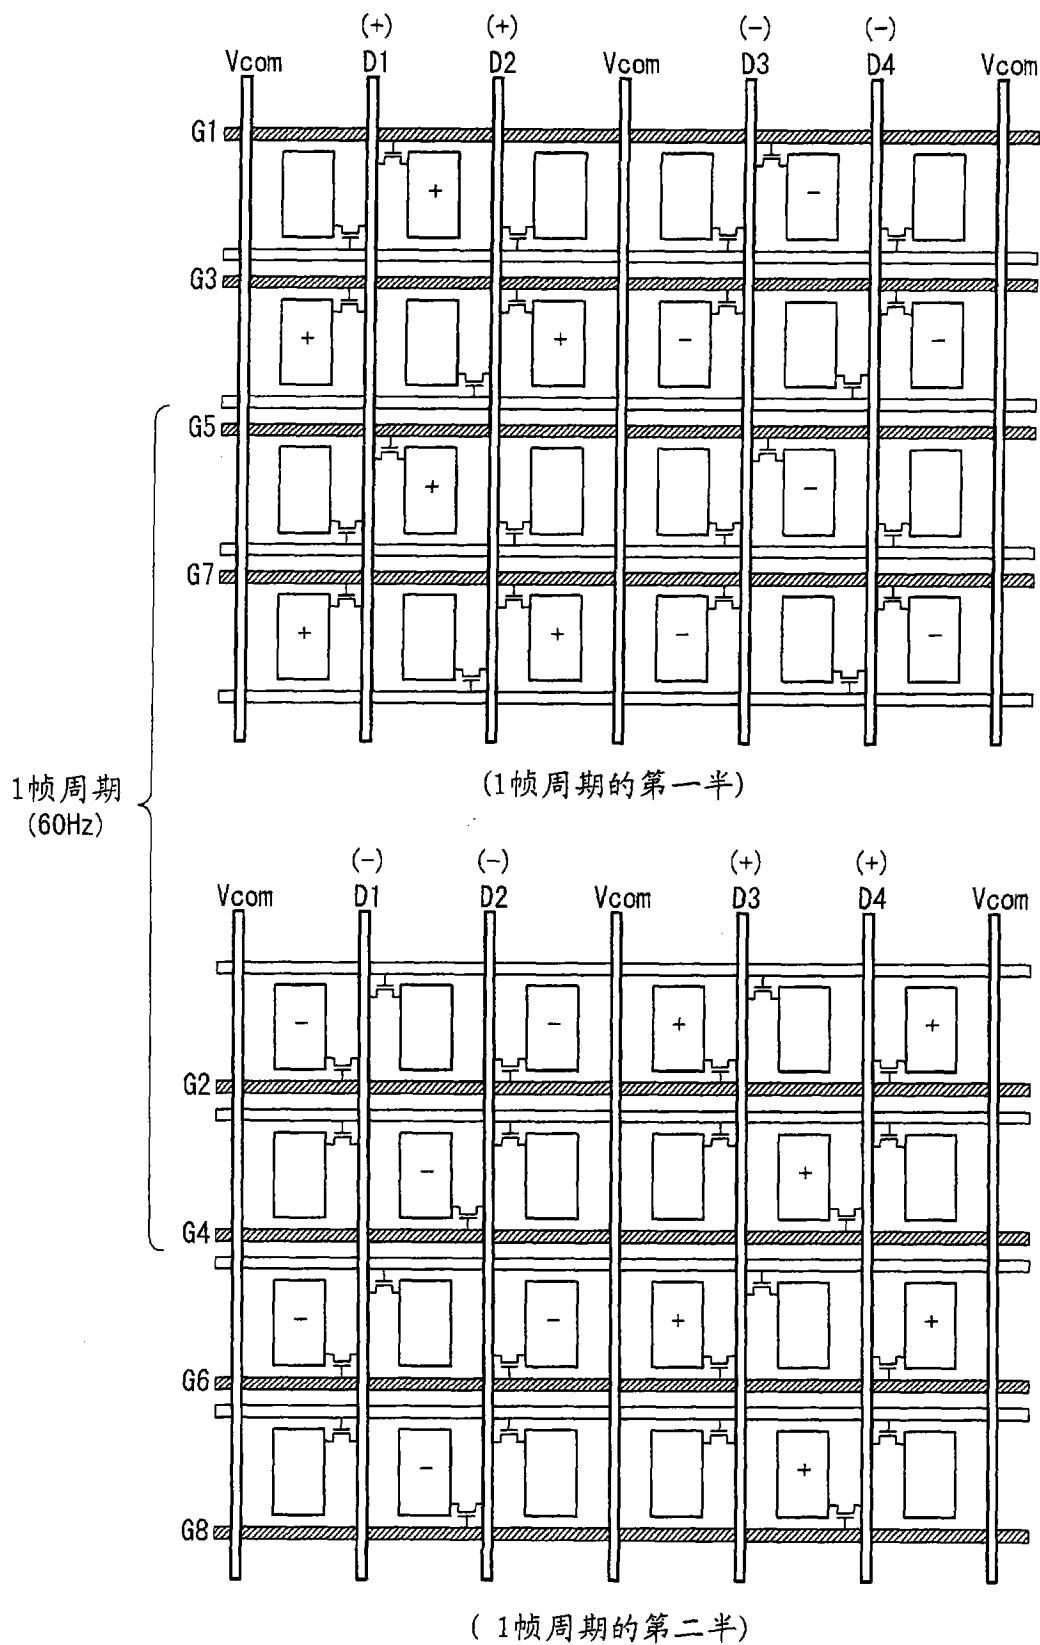 (+) (+) (-) (-)
Vcom D1 D2 Vcom D3 D4 Vcom
G1
+ -
G3
+ + - -
G5
+ -
G7
+ + - -
(1帧周期的第一半)
1帧周期
(60Hz)
(-) (-) (+) (+)
Vcom D1 D2 Vcom D3 D4 Vcom
- - + +
G2
- +
G4
- - + +
G6
- +
G8
( 1帧周期的第二半)